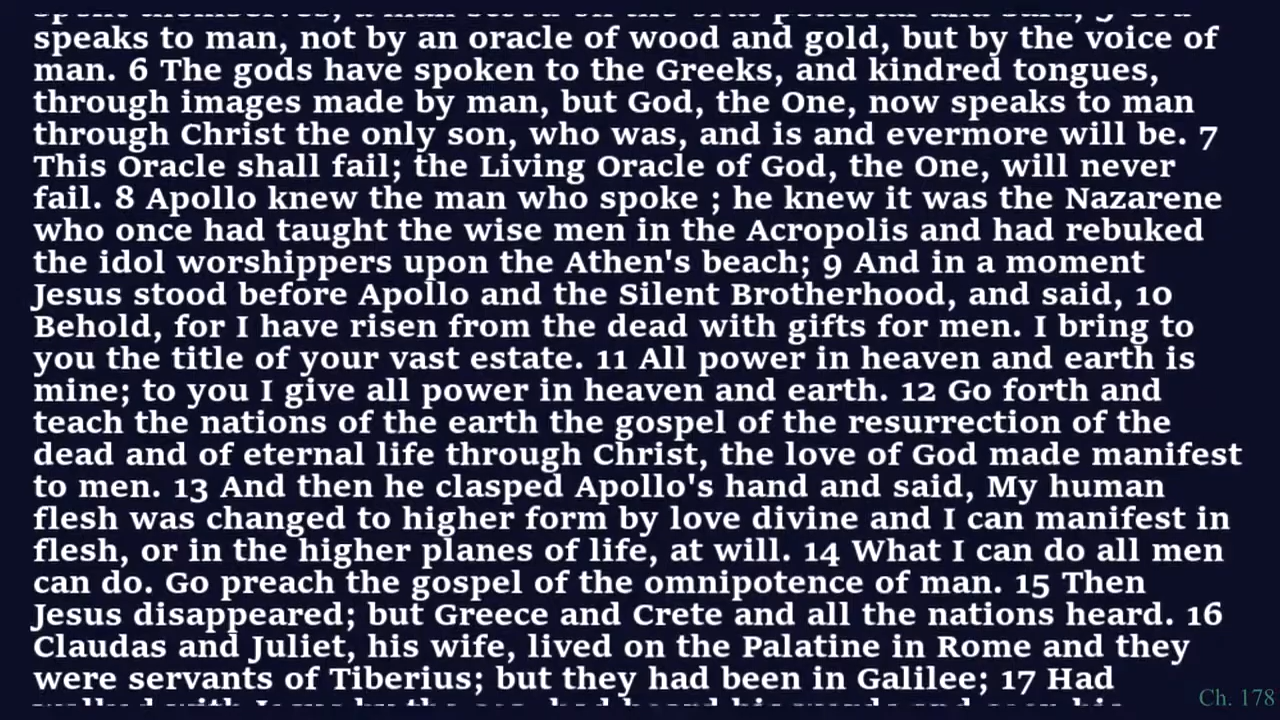 speaks to man, not by an oracle of wood and gold, but by the voice of
man. 6 The gods have spoken to the Greeks, and kindred tongues,
through images made by man, but God, the One, now speaks to man
through Christ the only son, who was, and is and evermore will be. 7
This Oracle shall fail; the Living Oracle of God, the One, will never
fail. 8 Apollo knew the man who spoke ; he knew it was the Nazarene
who once had taught the wise men in the Acropolis and had rebuked
the idol worshippers upon the Athen's beach; 9 And in a moment
Jesus stood before Apollo and the Silent Brotherhood, and said, 10
Behold, for I have risen from the dead with gifts for men. I bring to
you the title of your vast estate. 11 All power in heaven and earth is
mine; to you I give all power in heaven and earth. 12 Go forth and
teach the nations of the earth the gospel of the resurrection of the
dead and of eternal life through Christ, the love of God made manifest
to men. 13 And then he clasped Apollo's hand and said, My human
flesh was changed to higher form by love divine and I can manifest in
flesh, or in the higher planes of life, at will. 14 What I can do all men
can do. Go preach the gospel of the omnipotence of man. 15 Then
Jesus disappeared; but Greece and Crete and all the nations heard. 16
Claudas and Juliet, his wife, lived on the Palatine in Rome and they
were servants of Tiberius; but they had been in Galilee; 17 Had
Ch. 178